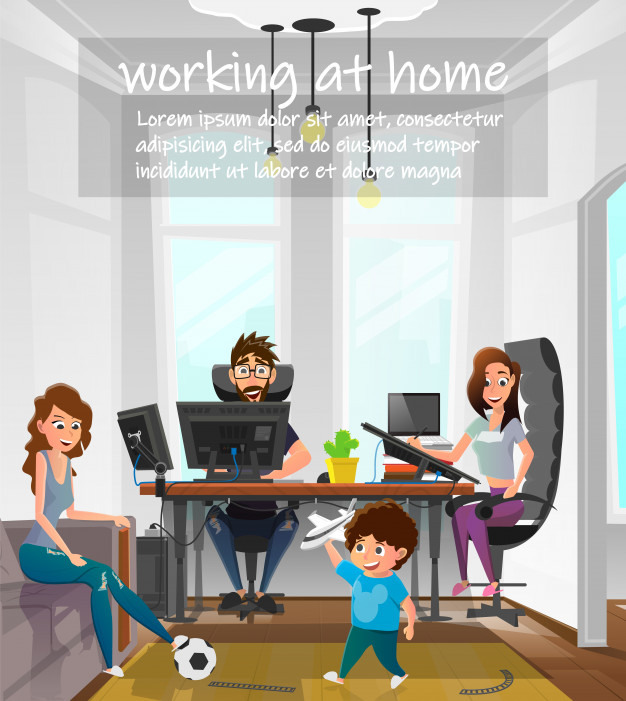 working at home
Lorem ipsum dolor sit amet, consectetur
adipisicing elit, sed do eiusmod tempor
incididunt ut labore et dolore magna